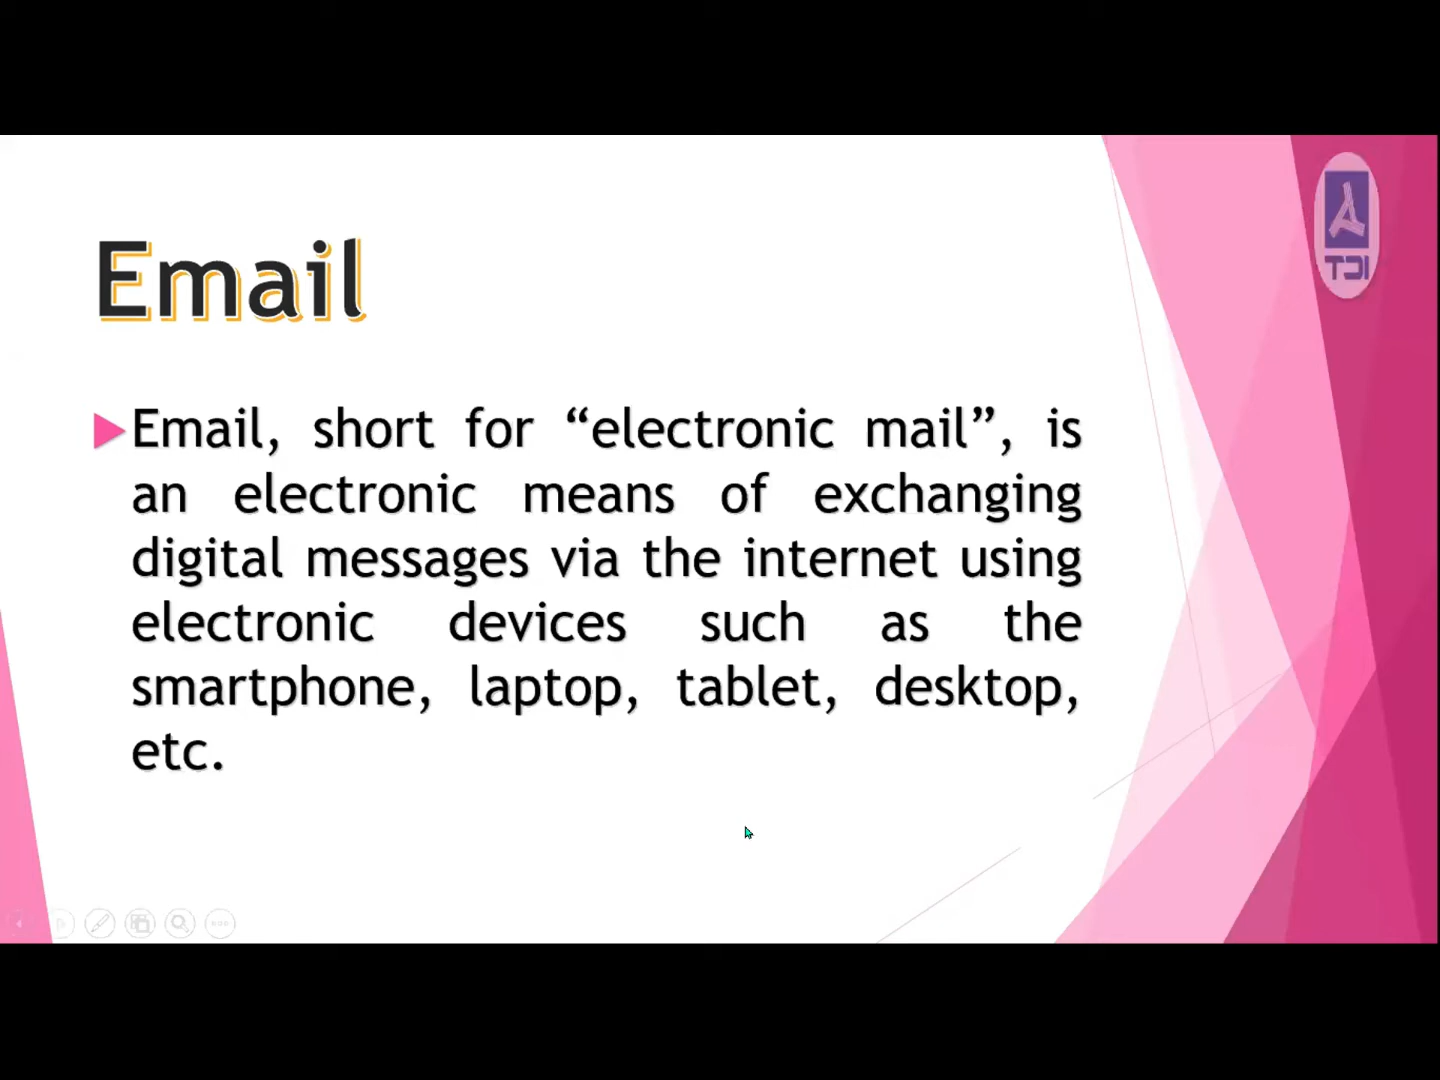 Email
Email, short for “electronic mail”, is
an electronic means of exchanging
digital messages via the internet using
electronic devices such as the
smartphone, laptop, tablet, desktop,
etc.
TDI